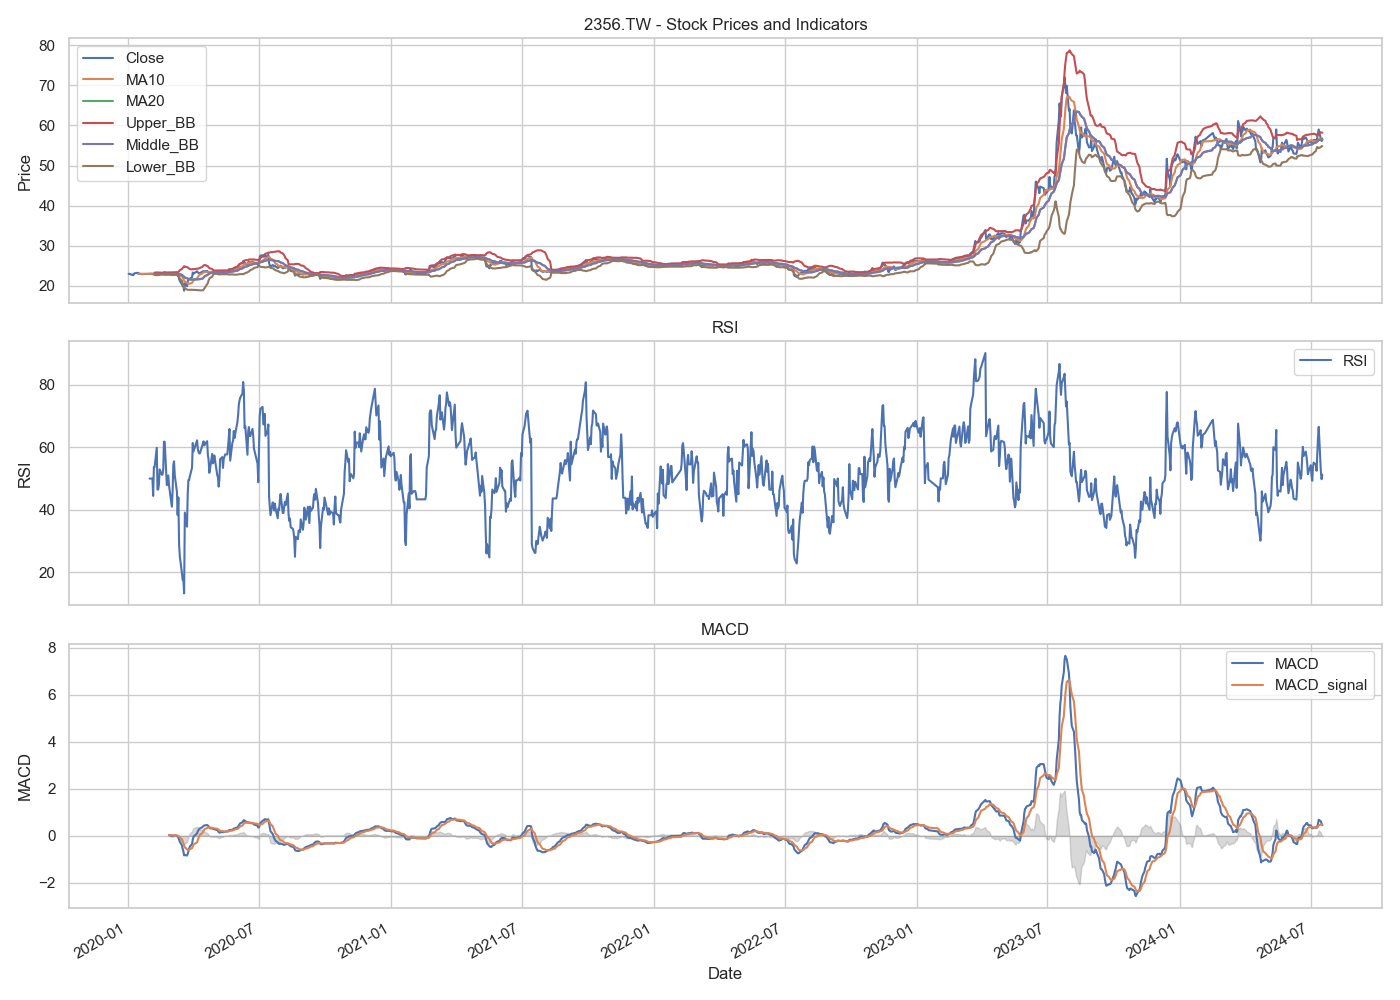 2356.TW - Stock Prices and Indicators
80
70
60
50
40
30
20
Price
Close
MA10
MA20
Upper_BB
Middle_BB
Lower_BB
RSI
80
60
40
20
RSI
RSI
MACD
8
6
4
2
0
−2
MACD
MACD
MACD_signal
2020-01
2020-07
2021-01
2021-07
2022-01
2022-07
2023-01
2023-07
2024-01
2024-07
Date